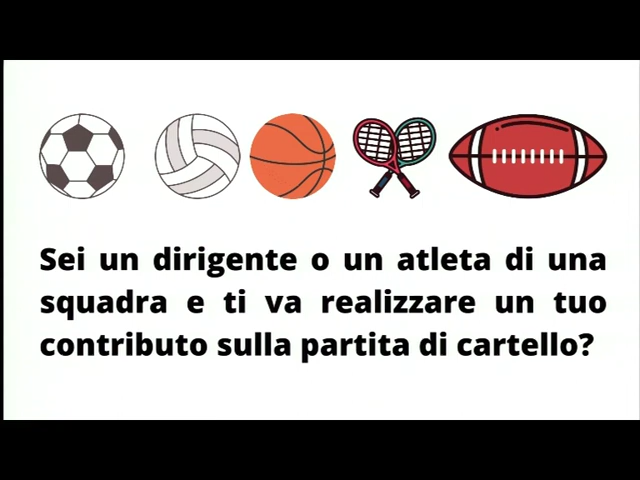 Sei un dirigente o un atleta di una
squadra e ti va realizzare un tuo
contributo sulla partita di cartello?